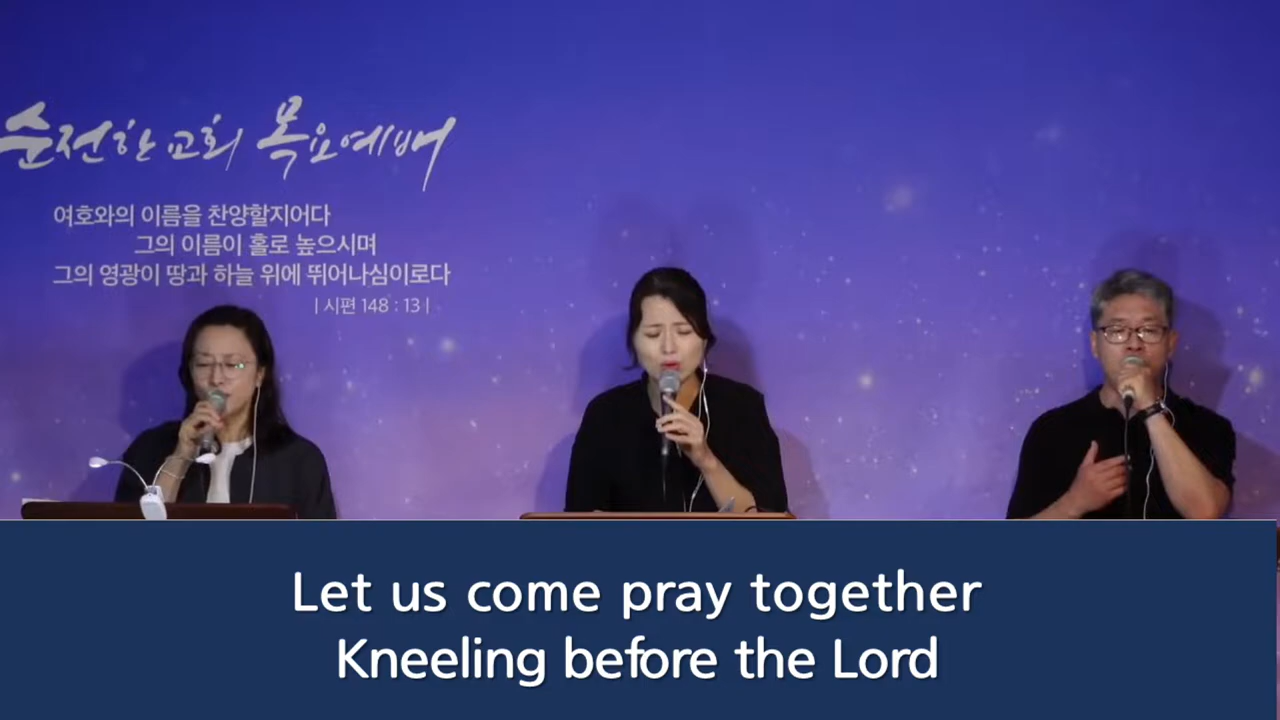 순전한 교회 목요예배
여호와의 이름을 찬양할지어다
그의 이름이 홀로 높으시며
그의 영광이 땅과 하늘 위에 뛰어나심이로다
| 시편 148 : 13 |
Let us come pray together
Kneeling before the Lord